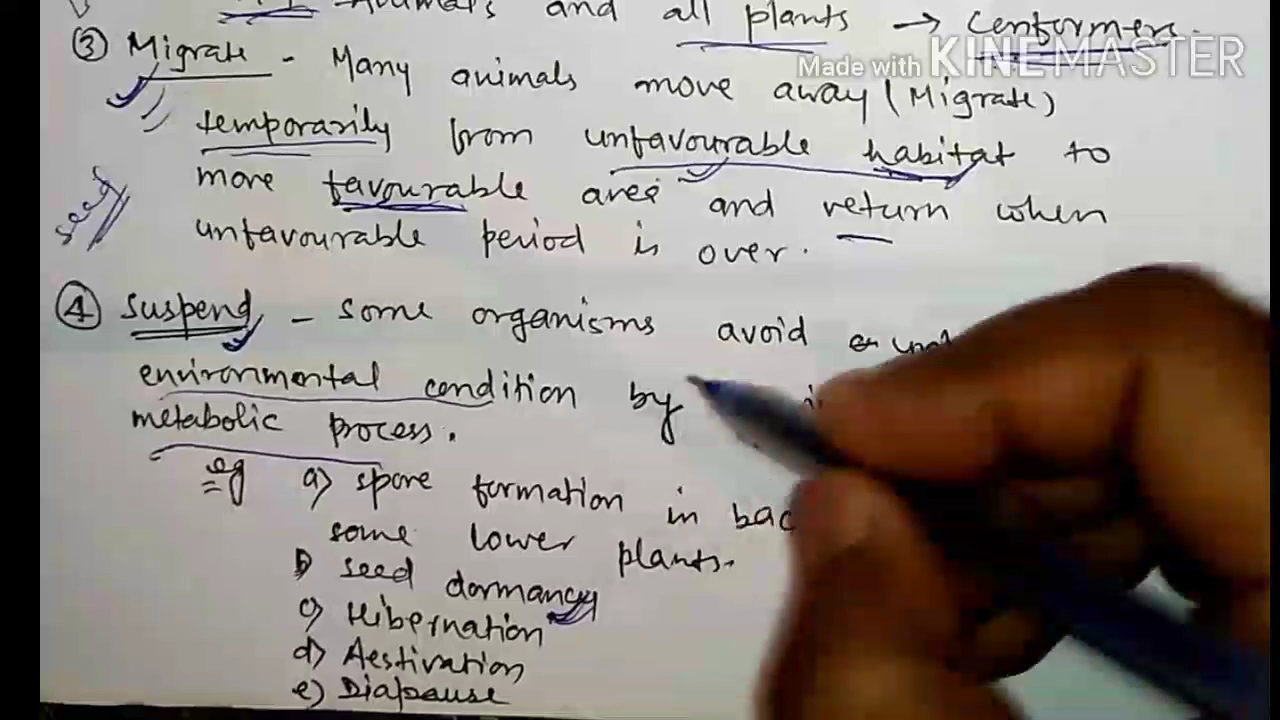 Animals and all plants → Conformers.
Made with KINEMASTER
③ Migrate - Many animals move away (Migrate)
temporarily from unfavourable habitat to
more favourable area and return when
unfavourable period is over.
④ Suspend - some organisms avoid
environmental condition by
metabolic process.
eg a) spore formation in bac
some lower plants.
b) seed dormancy
c) Hibernation
d) Aestivation
e) Diapause